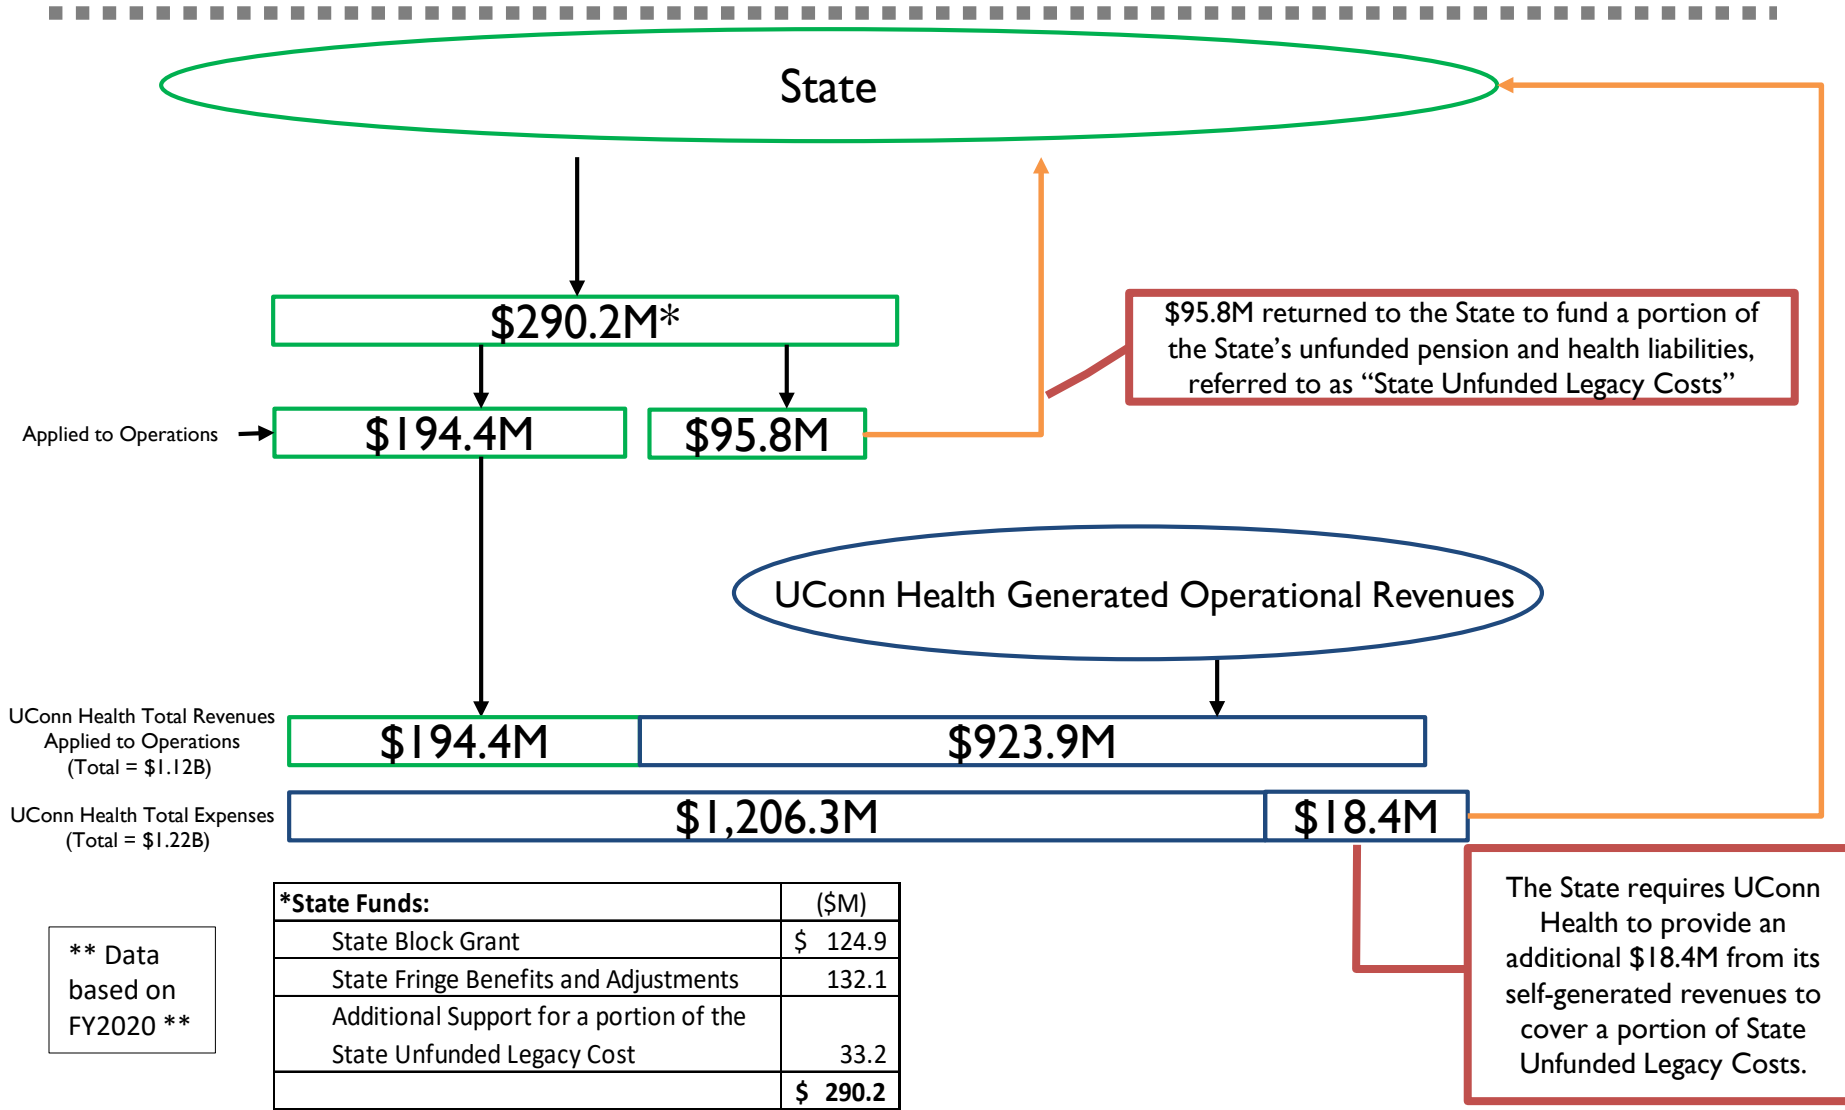 State
$290.2M*
$95.8M returned to the State to fund a portion of
the State's unfunded pension and health liabilities,
referred to as “State Unfunded Legacy Costs”
Applied to Operations
$194.4M
$95.8M
UConn Health Generated Operational Revenues
UConn Health Total Revenues
Applied to Operations
(Total = $1.12B)
$194.4M
$923.9M
UConn Health Total Expenses
(Total = $1.22B)
$1,206.3M
$18.4M
The State requires UConn
Health to provide an
additional $18.4M from its
self-generated revenues to
cover a portion of State
Unfunded Legacy Costs.
** Data
based on
FY2020 **
*State Funds: ($M)
State Block Grant $ 124.9
State Fringe Benefits and Adjustments 132.1
Additional Support for a portion of the
State Unfunded Legacy Cost 33.2
$ 290.2